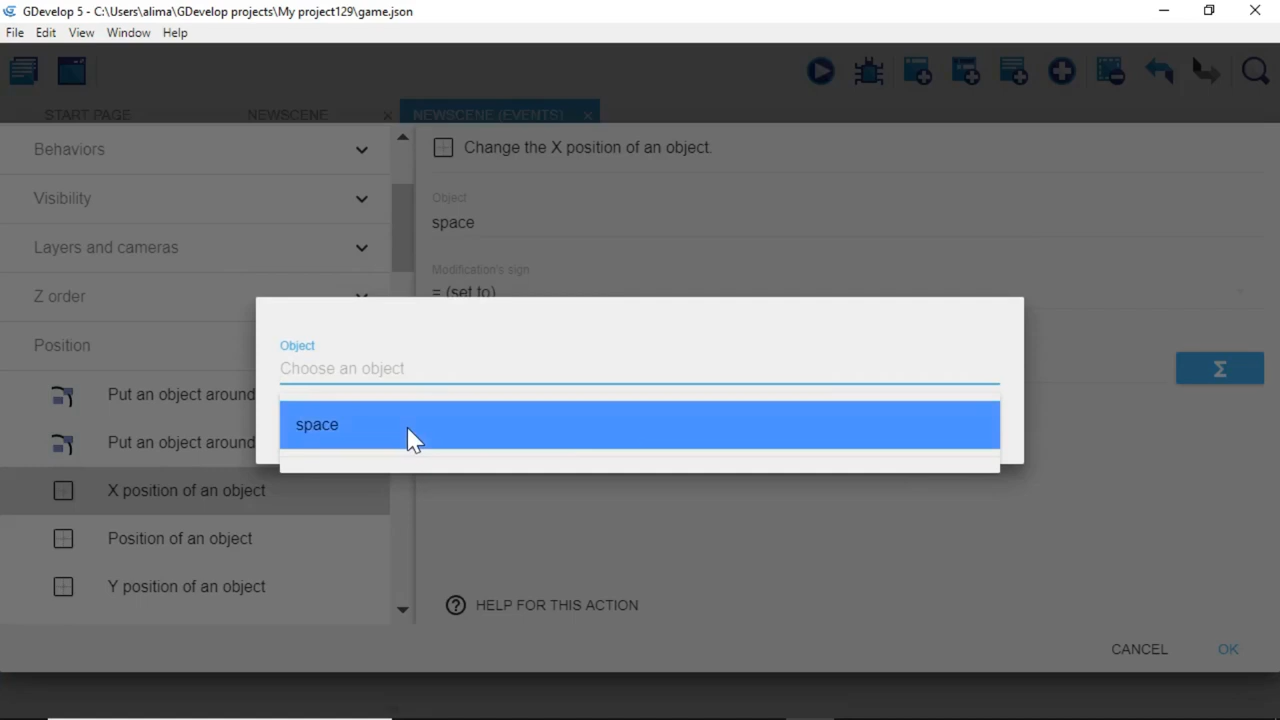 GDevelop 5 - C:\Users\alima\GDevelop projects\My project129\game.json
File Edit View Window Help
START PAGE NEWSCENE × NEWSCENE (EVENTS) ×
Behaviors
Visibility
Layers and cameras
Z order
Position
Put an object around
Put an object around
X position of an object
Position of an object
Y position of an object
Change the X position of an object.
Object
space
Modification's sign
= (set to)
Object
Choose an object
space
Σ
? HELP FOR THIS ACTION
CANCEL OK